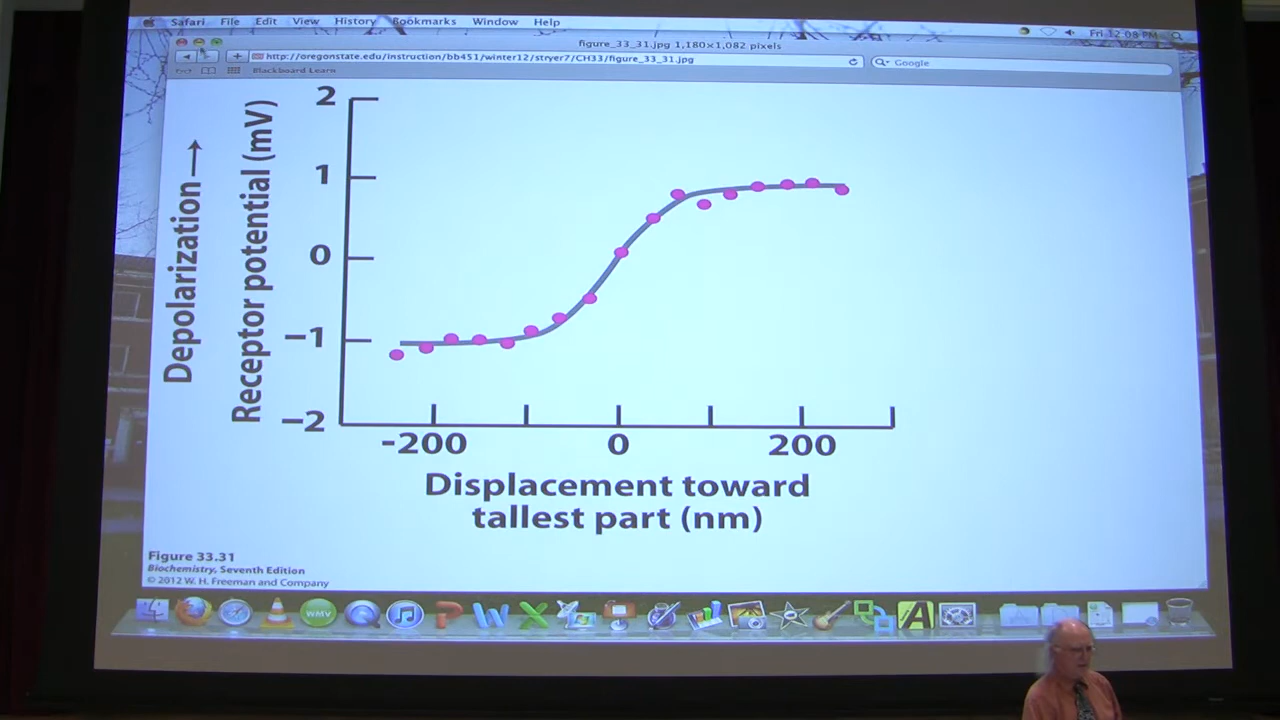 Safari File Edit View History Bookmarks Window Help
Fri 12:08 PM
figure_33_31.jpg 1,180×1,082 pixels
http://oregonstate.edu/instruction/bb451/winter12/stryer7/CH33/figure_33_31.jpg
Google
Blackboard Learn
Depolarization →
Receptor potential (mV)
2
1
0
−1
−2
-200 0 200
Displacement toward
tallest part (nm)
Figure 33.31
Biochemistry, Seventh Edition
© 2012 W. H. Freeman and Company
WMV